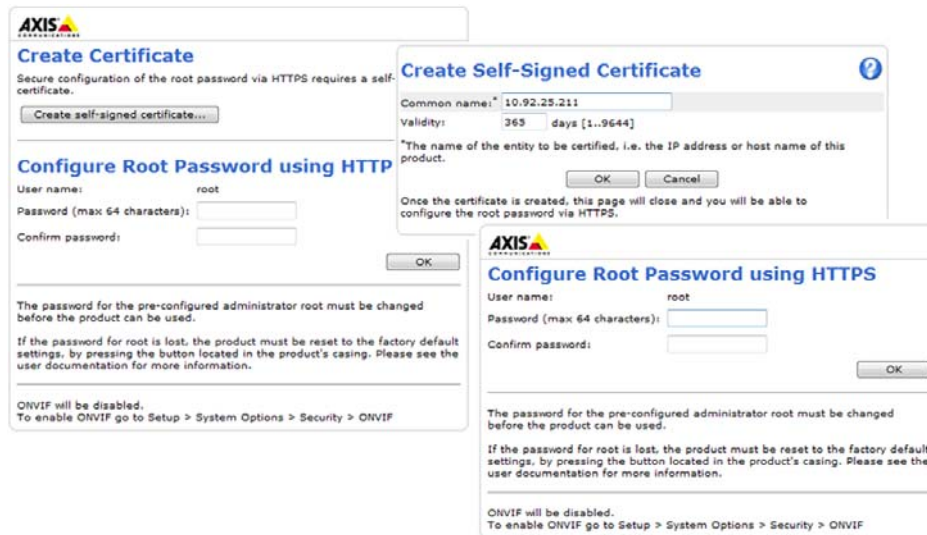 AXIS
COMMUNICATIONS
Create Certificate
Secure configuration of the root password via HTTPS requires a self-
certificate.
Create self-signed certificate...
Configure Root Password using HTTP
User name: root
Password (max 64 characters):
Confirm password:
OK
The password for the pre-configured administrator root must be changed
before the product can be used.
If the password for root is lost, the product must be reset to the factory default
settings, by pressing the button located in the product's casing. Please see the
user documentation for more information.
ONVIF will be disabled.
To enable ONVIF go to Setup > System Options > Security > ONVIF
Create Self-Signed Certificate
?
Common name:* 10.92.25.211
Validity: 365 days [1..9644]
*The name of the entity to be certified, i.e. the IP address or host name of this
product.
OK Cancel
Once the certificate is created, this page will close and you will be able to
configure the root password via HTTPS.
AXIS
COMMUNICATIONS
Configure Root Password using HTTPS
User name: root
Password (max 64 characters):
Confirm password:
OK
The password for the pre-configured administrator root must be changed
before the product can be used.
If the password for root is lost, the product must be reset to the factory default
settings, by pressing the button located in the product's casing. Please see the
user documentation for more information.
ONVIF will be disabled.
To enable ONVIF go to Setup > System Options > Security > ONVIF